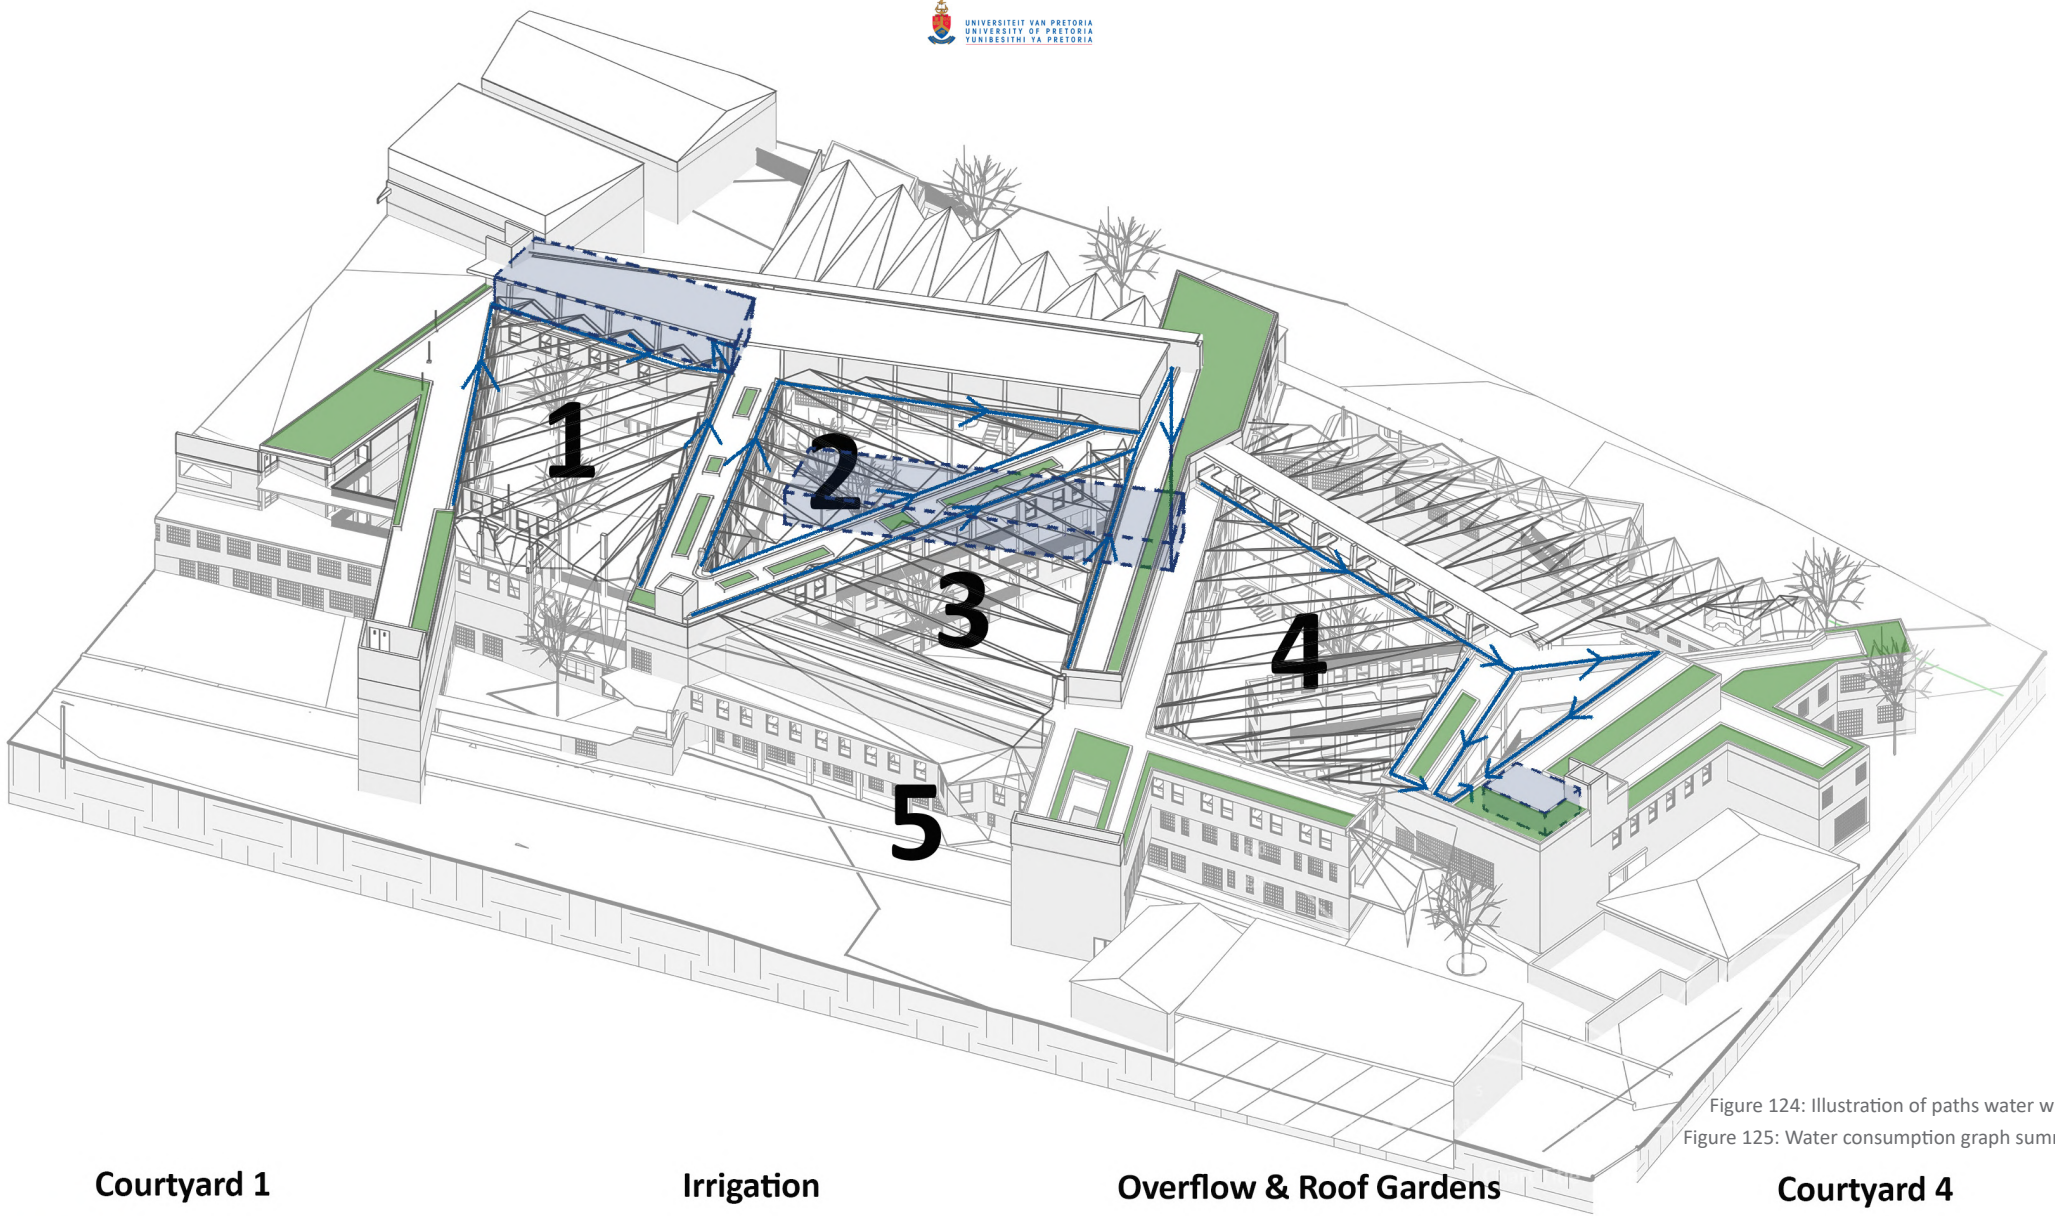 UNIVERSITEIT VAN PRETORIA
UNIVERSITY OF PRETORIA
YUNIBESITHI YA PRETORIA
1
2
3
4
5
Figure 124: Illustration of paths water w
Figure 125: Water consumption graph sum
Courtyard 1
Irrigation
Overflow & Roof Gardens
Courtyard 4